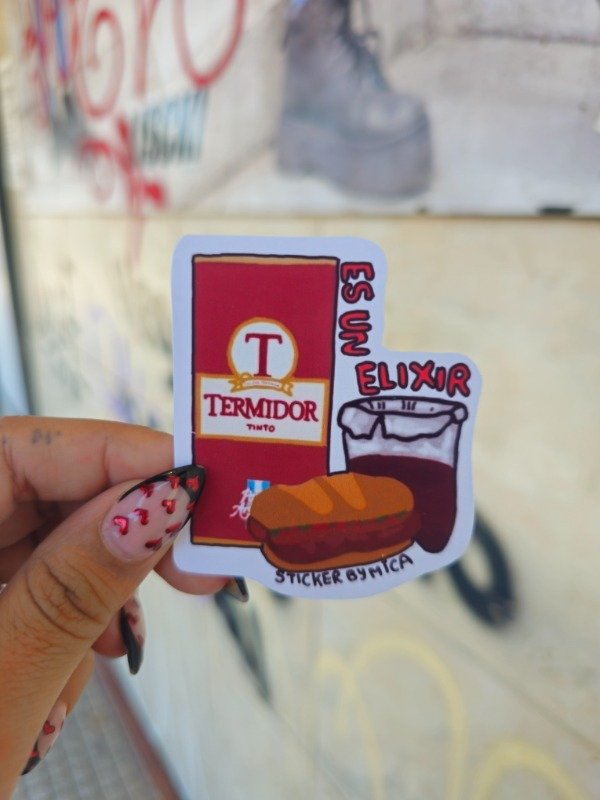 T
TERMIDOR
TINTO
ES UN
ELIXIR
STICKER BY MICA